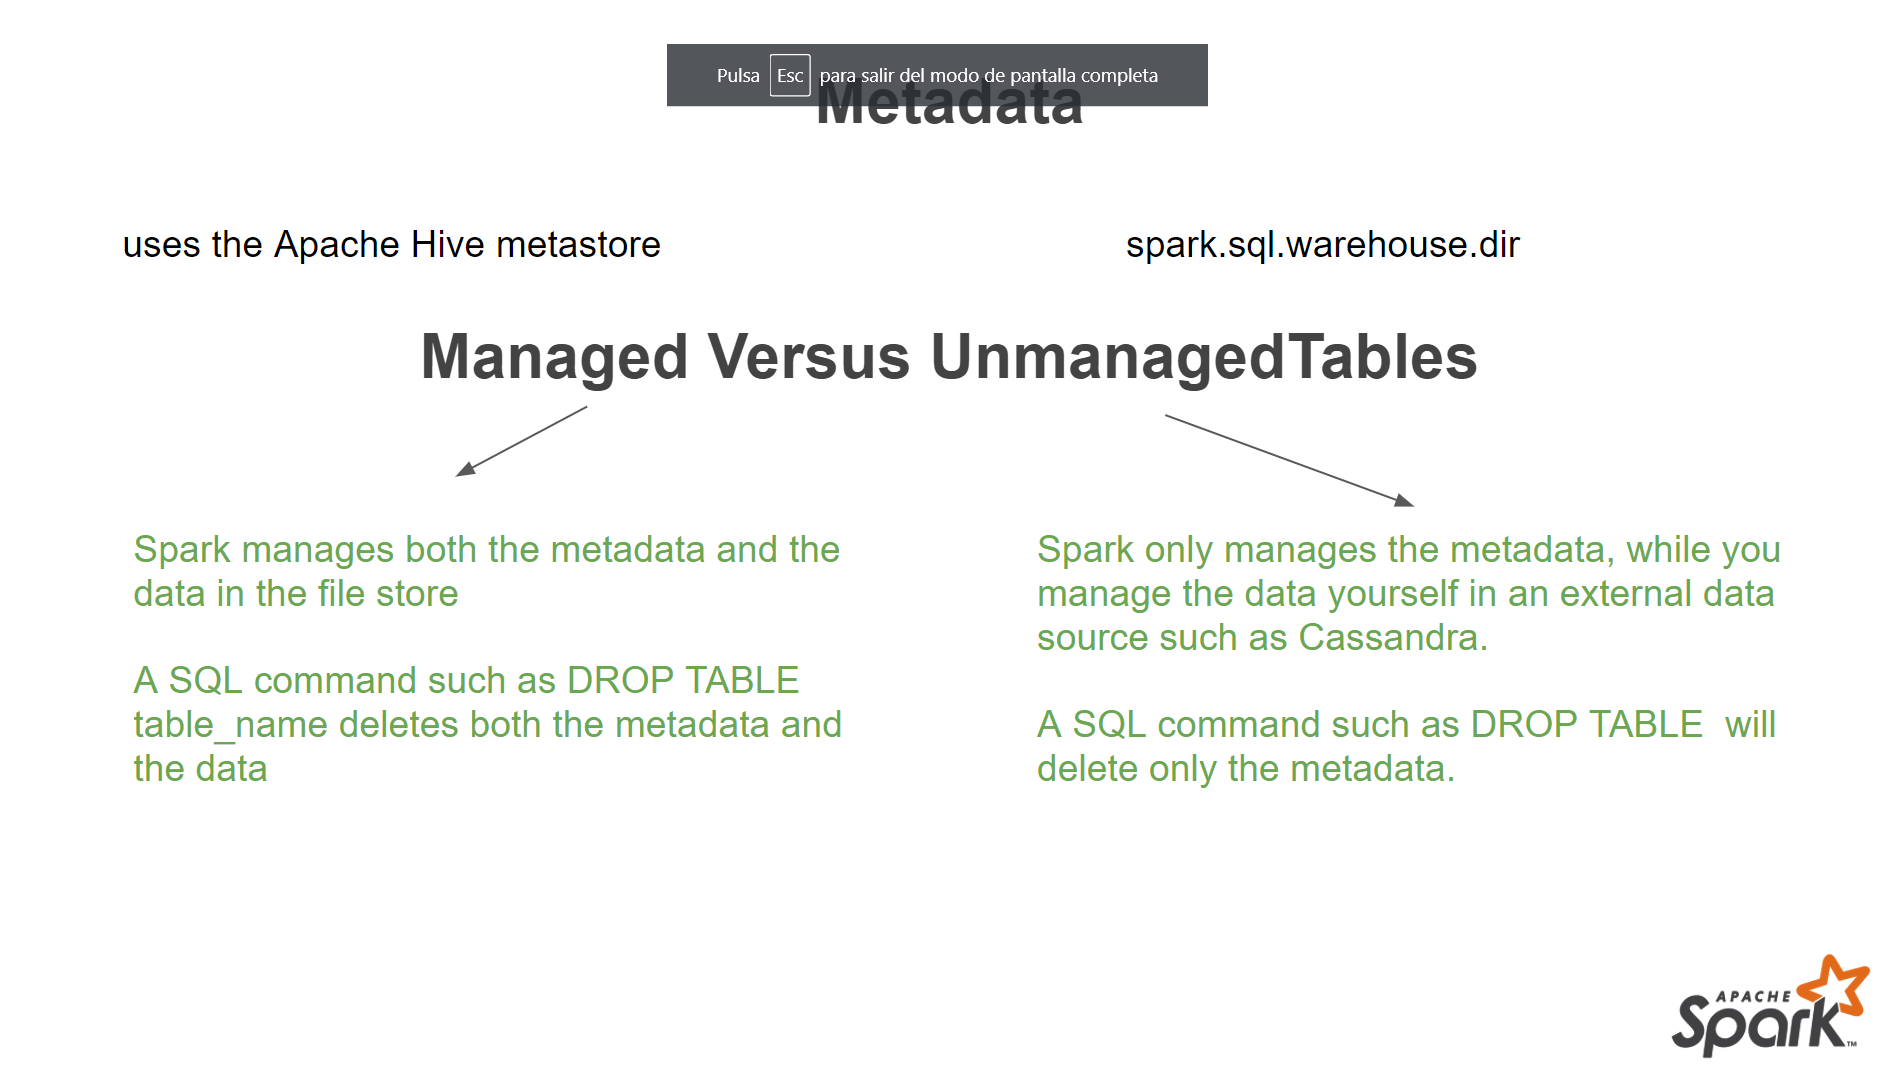 Pulsa Esc para salir del modo de pantalla completa
Metadata
uses the Apache Hive metastore
spark.sql.warehouse.dir
Managed Versus UnmanagedTables
Spark manages both the metadata and the
data in the file store
A SQL command such as DROP TABLE
table_name deletes both the metadata and
the data
Spark only manages the metadata, while you
manage the data yourself in an external data
source such as Cassandra.
A SQL command such as DROP TABLE  will
delete only the metadata.
APACHE
Spark™